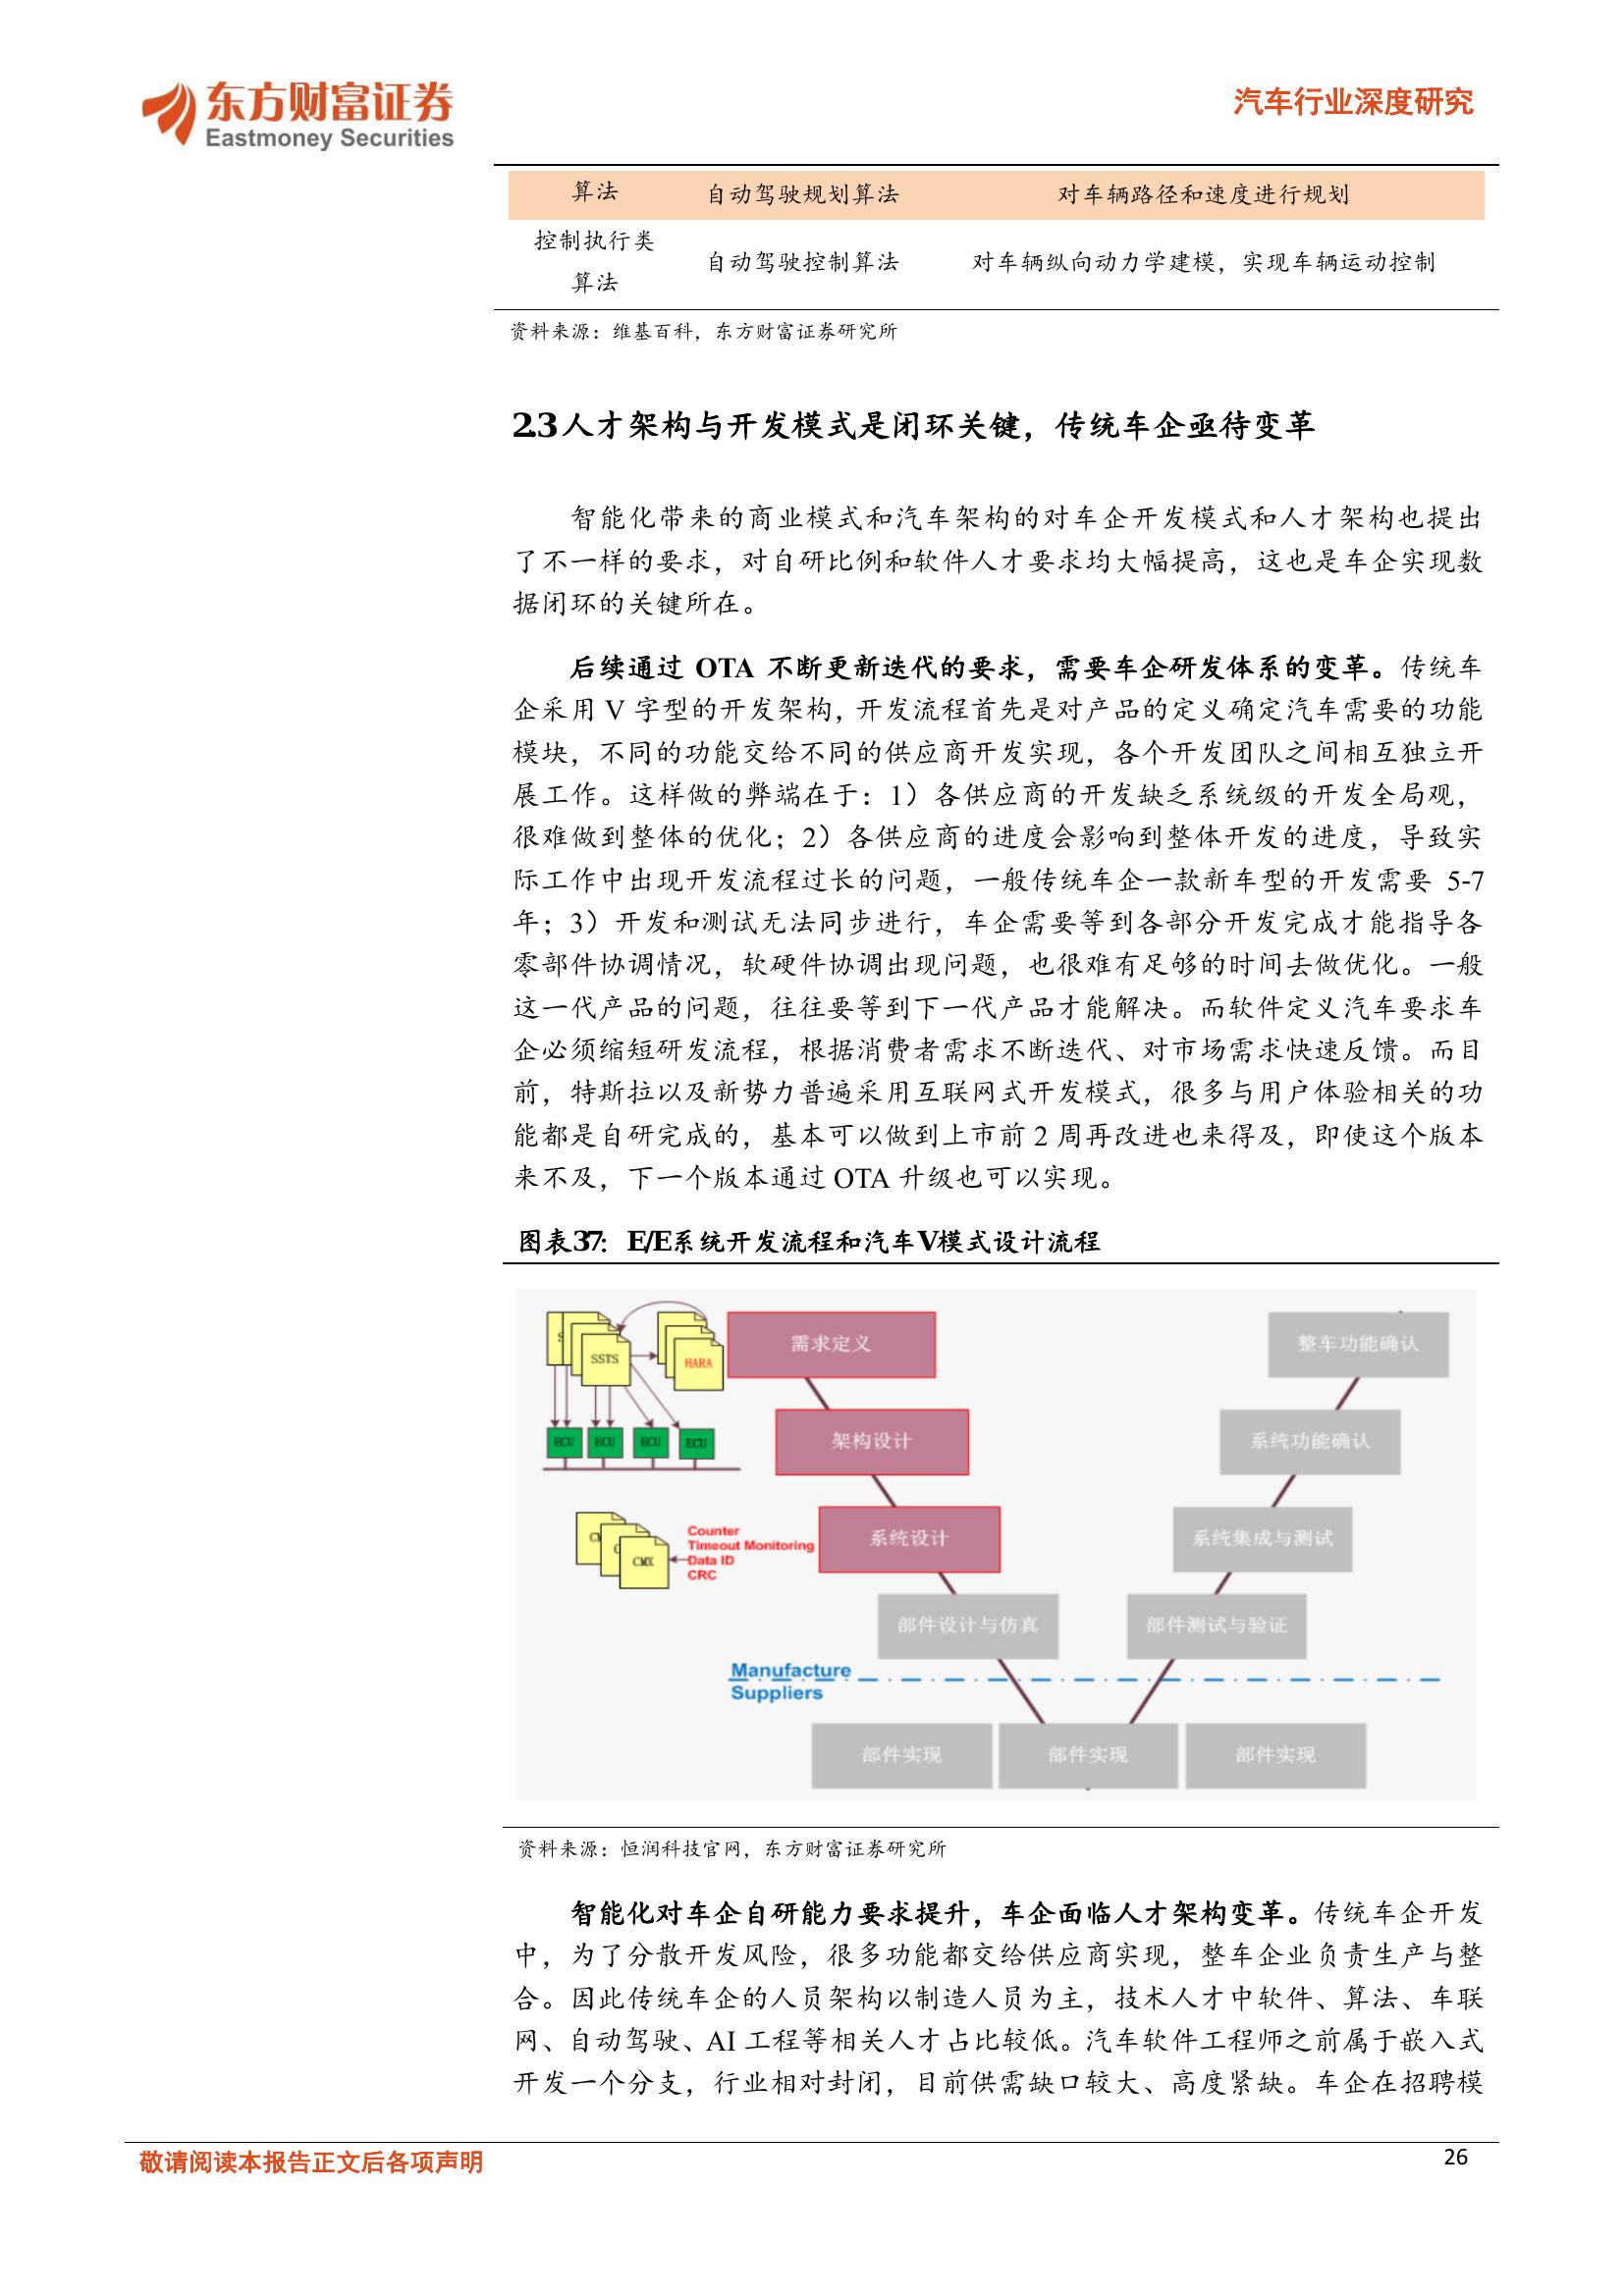 东方财富证券
Eastmoney Securities
汽车行业深度研究
算法 自动驾驶规划算法 对车辆路径和速度进行规划
控制执行类
算法 自动驾驶控制算法 对车辆纵向动力学建模，实现车辆运动控制
资料来源：维基百科，东方财富证券研究所
2.3 人才架构与开发模式是闭环关键，传统车企亟待变革
智能化带来的商业模式和汽车架构的对车企开发模式和人才架构也提出
了不一样的要求，对自研比例和软件人才要求均大幅提高，这也是车企实现数
据闭环的关键所在。
后续通过 OTA 不断更新迭代的要求，需要车企研发体系的变革。传统车
企采用 V 字型的开发架构，开发流程首先是对产品的定义确定汽车需要的功能
模块，不同的功能交给不同的供应商开发实现，各个开发团队之间相互独立开
展工作。这样做的弊端在于：1）各供应商的开发缺乏系统级的开发全局观，
很难做到整体的优化；2）各供应商的进度会影响到整体开发的进度，导致实
际工作中出现开发流程过长的问题，一般传统车企一款新车型的开发需要 5-7
年；3）开发和测试无法同步进行，车企需要等到各部分开发完成才能指导各
零部件协调情况，软硬件协调出现问题，也很难有足够的时间去做优化。一般
这一代产品的问题，往往要等到下一代产品才能解决。而软件定义汽车要求车
企必须缩短研发流程，根据消费者需求不断迭代、对市场需求快速反馈。而目
前，特斯拉以及新势力普遍采用互联网式开发模式，很多与用户体验相关的功
能都是自研完成的，基本可以做到上市前 2 周再改进也来得及，即使这个版本
来不及，下一个版本通过 OTA 升级也可以实现。
图表37：E/E系统开发流程和汽车V模式设计流程
S
SSTS
HARA
需求定义
整车功能确认
ECU ECU ECU ECU
架构设计
系统功能确认
CM
C
CMX
Counter
Timeout Monitoring
Data ID
CRC
系统设计
系统集成与测试
部件设计与仿真
部件测试与验证
Manufacture
Suppliers
部件实现 部件实现 部件实现
资料来源：恒润科技官网，东方财富证券研究所
智能化对车企自研能力要求提升，车企面临人才架构变革。传统车企开发
中，为了分散开发风险，很多功能都交给供应商实现，整车企业负责生产与整
合。因此传统车企的人员架构以制造人员为主，技术人才中软件、算法、车联
网、自动驾驶、AI 工程等相关人才占比较低。汽车软件工程师之前属于嵌入式
开发一个分支，行业相对封闭，目前供需缺口较大、高度紧缺。车企在招聘模
敬请阅读本报告正文后各项声明
26